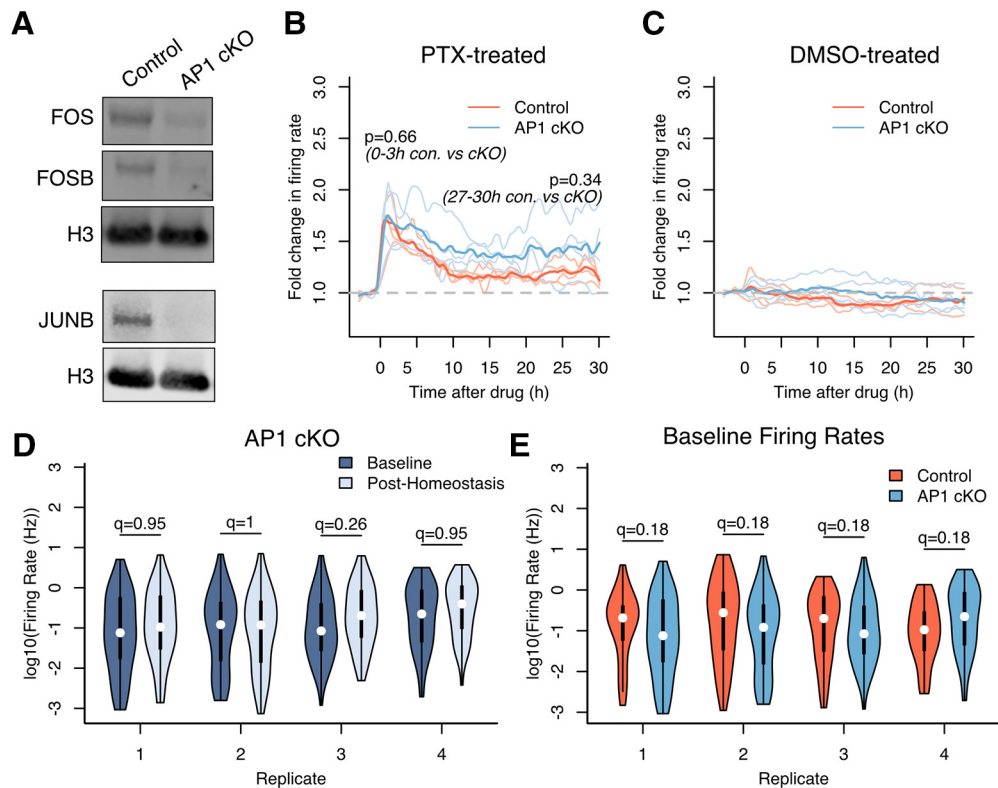 A
Control
AP1 cKO
FOS
FOSB
H3
JUNB
H3
B
PTX-treated
Fold change in firing rate
3.0
2.5
2.0
1.5
1.0
Control
AP1 cKO
p=0.66
(0-3h con. vs cKO)
p=0.34
(27-30h con. vs cKO)
0 5 10 15 20 25 30
Time after drug (h)
C
DMSO-treated
Fold change in firing rate
3.0
2.5
2.0
1.5
1.0
Control
AP1 cKO
0 5 10 15 20 25 30
Time after drug (h)
D
AP1 cKO
Baseline
Post-Homeostasis
log10(Firing Rate (Hz))
3
2
1
0
-1
-2
-3
q=0.95
q=1
q=0.26
q=0.95
1 2 3 4
Replicate
E
Baseline Firing Rates
Control
AP1 cKO
log10(Firing Rate (Hz))
3
2
1
0
-1
-2
-3
q=0.18
q=0.18
q=0.18
q=0.18
1 2 3 4
Replicate